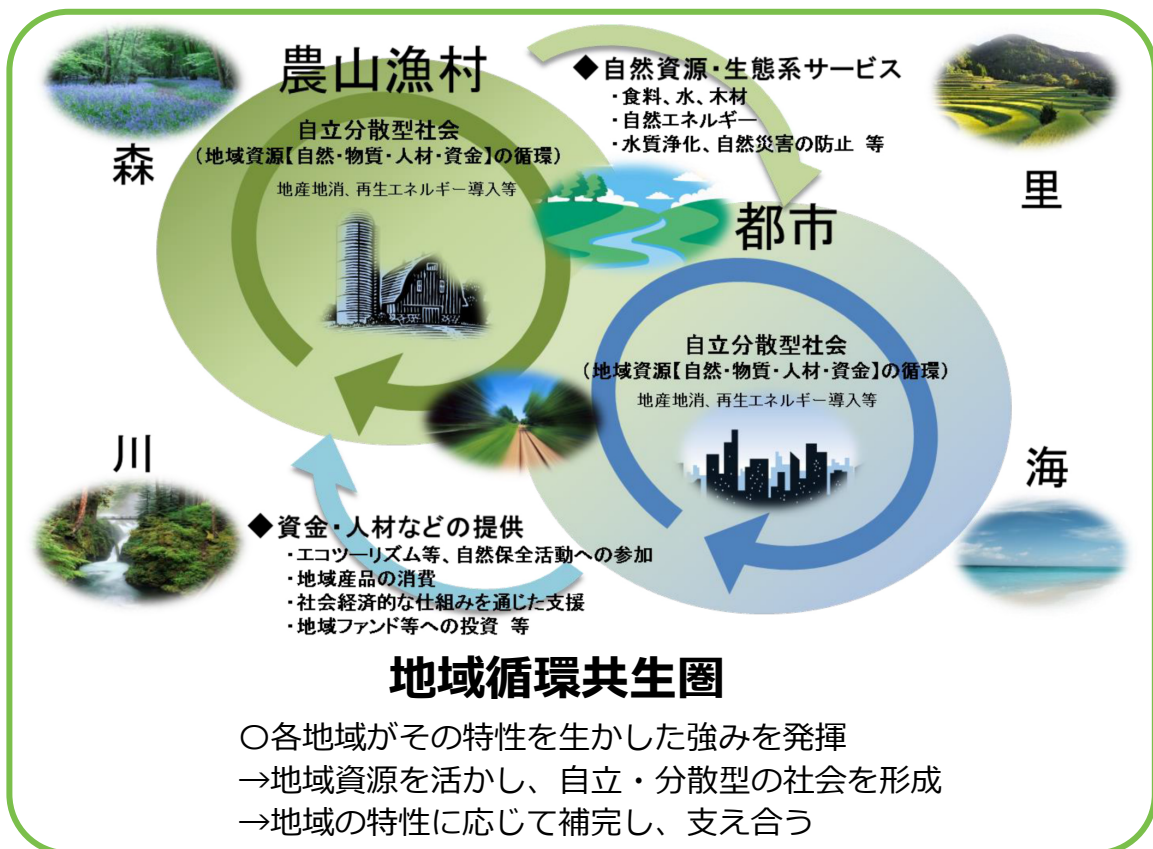 農山漁村
森
自立分散型社会
(地域資源【自然・物質・人材・資金】の循環)
地産地消、再生エネルギー導入等
◆自然資源・生態系サービス
・食料、水、木材
・自然エネルギー
・水質浄化、自然災害の防止 等
里
都市
自立分散型社会
(地域資源【自然・物質・人材・資金】の循環)
地産地消、再生エネルギー導入等
川
海
◆資金・人材などの提供
・エコツーリズム等、自然保全活動への参加
・地域産品の消費
・社会経済的な仕組みを通じた支援
・地域ファンド等への投資 等
地域循環共生圏
○各地域がその特性を生かした強みを発揮
→地域資源を活かし、自立・分散型の社会を形成
→地域の特性に応じて補完し、支え合う